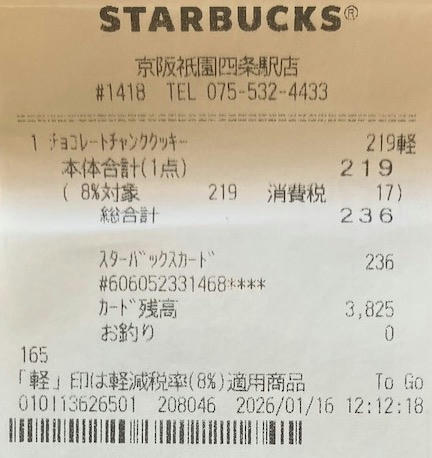 STARBUCKS®
京阪祇園四条駅店
#1418 TEL 075-532-4433
1 チョコレートチャンククッキー 219軽
本体合計(1点) 219
( 8%対象 219 消費税 17)
総合計 236
スターバックスカード 236
#606052331468****
カード残高 3,825
お釣り 0
165
「軽」印は軽減税率(8%)適用商品 To Go
010113626501 208046 2026/01/16 12:12:18